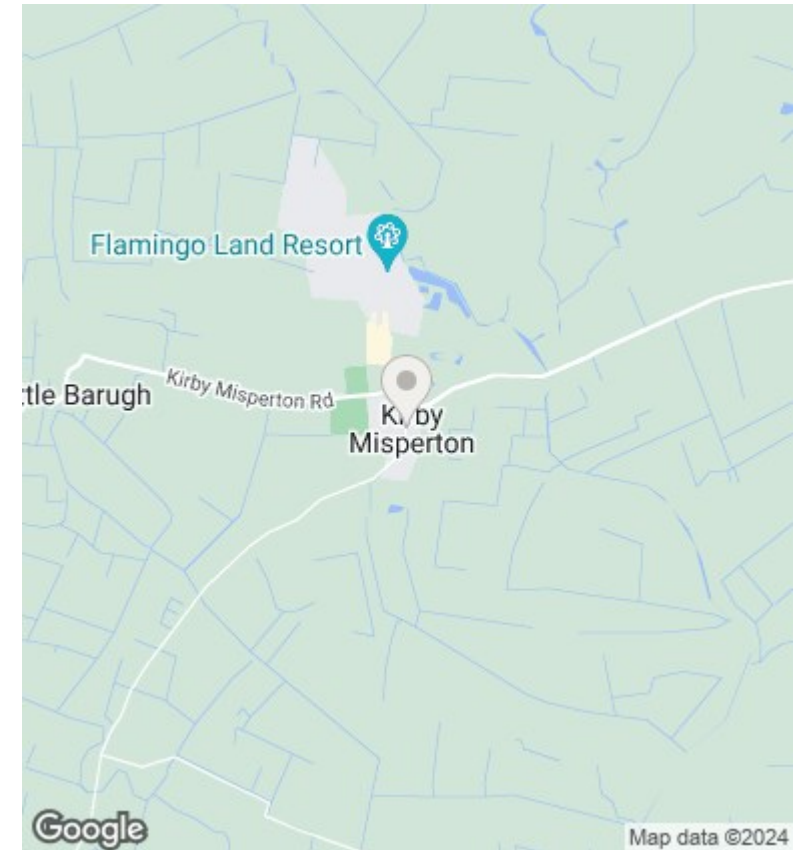 Flamingo Land Resort
Kirby Misperton Rd
ttle Barugh
Kirby
Misperton
Google
Map data ©2024